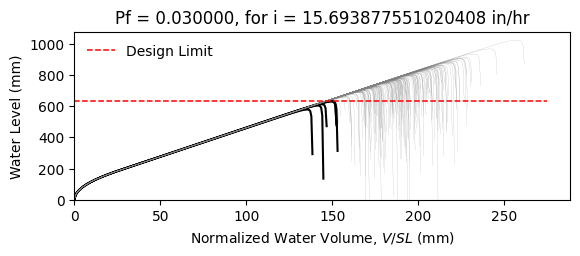 Pf = 0.030000, for i = 15.693877551020408 in/hr
1000
800
600
400
200
0
Water Level (mm)
Design Limit
0 50 100 150 200 250
Normalized Water Volume, V/SL (mm)